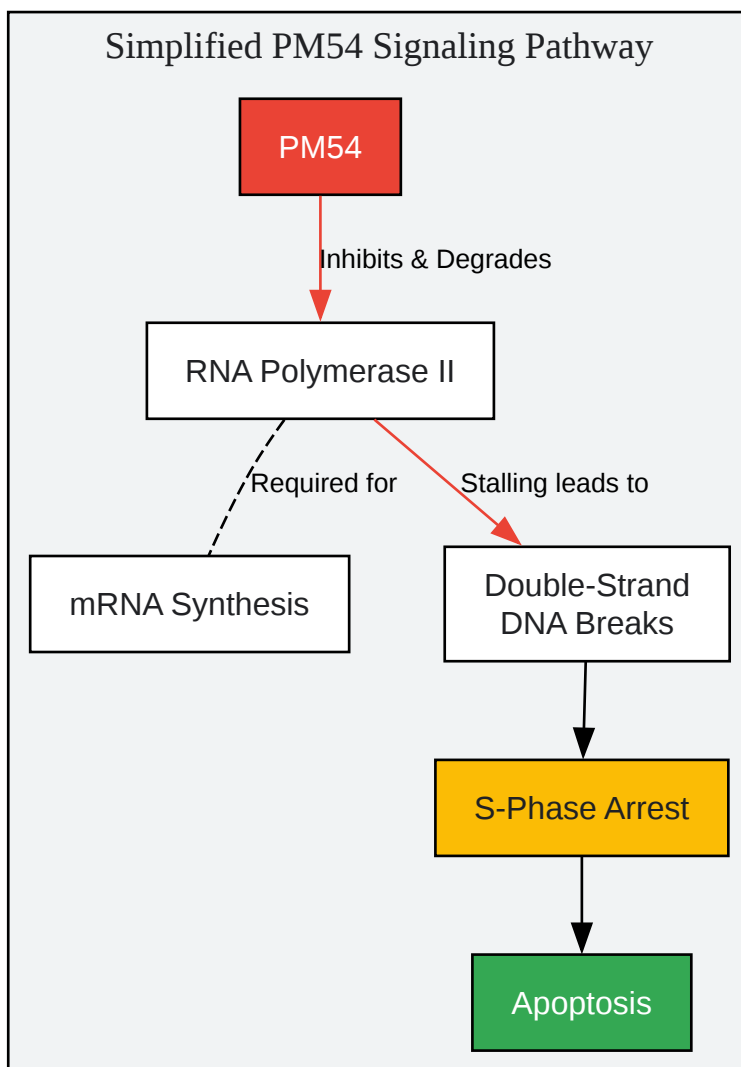 Simplified PM54 Signaling Pathway
PM54
Inhibits & Degrades
RNA Polymerase II
Required for
Stalling leads to
mRNA Synthesis
Double-Strand
DNA Breaks
S-Phase Arrest
Apoptosis